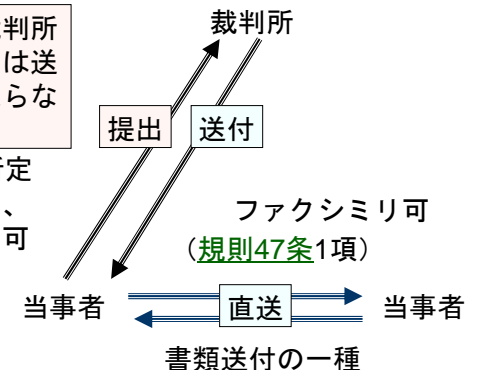 裁判所
判所
は送
らな
提出
送付
定
、
可
ファクシミリ可
（規則47条1項）
当事者
直送
当事者
書類送付の一種